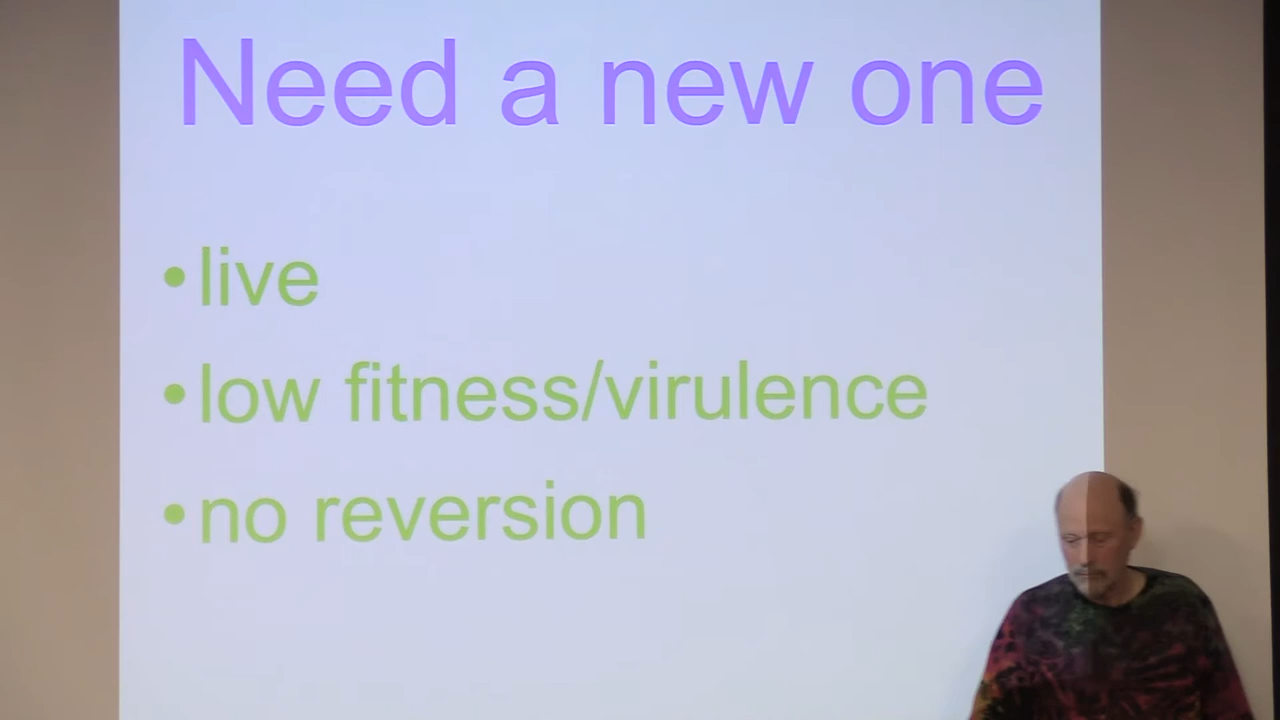 Need a new one
•live
•low fitness/virulence
•no reversion